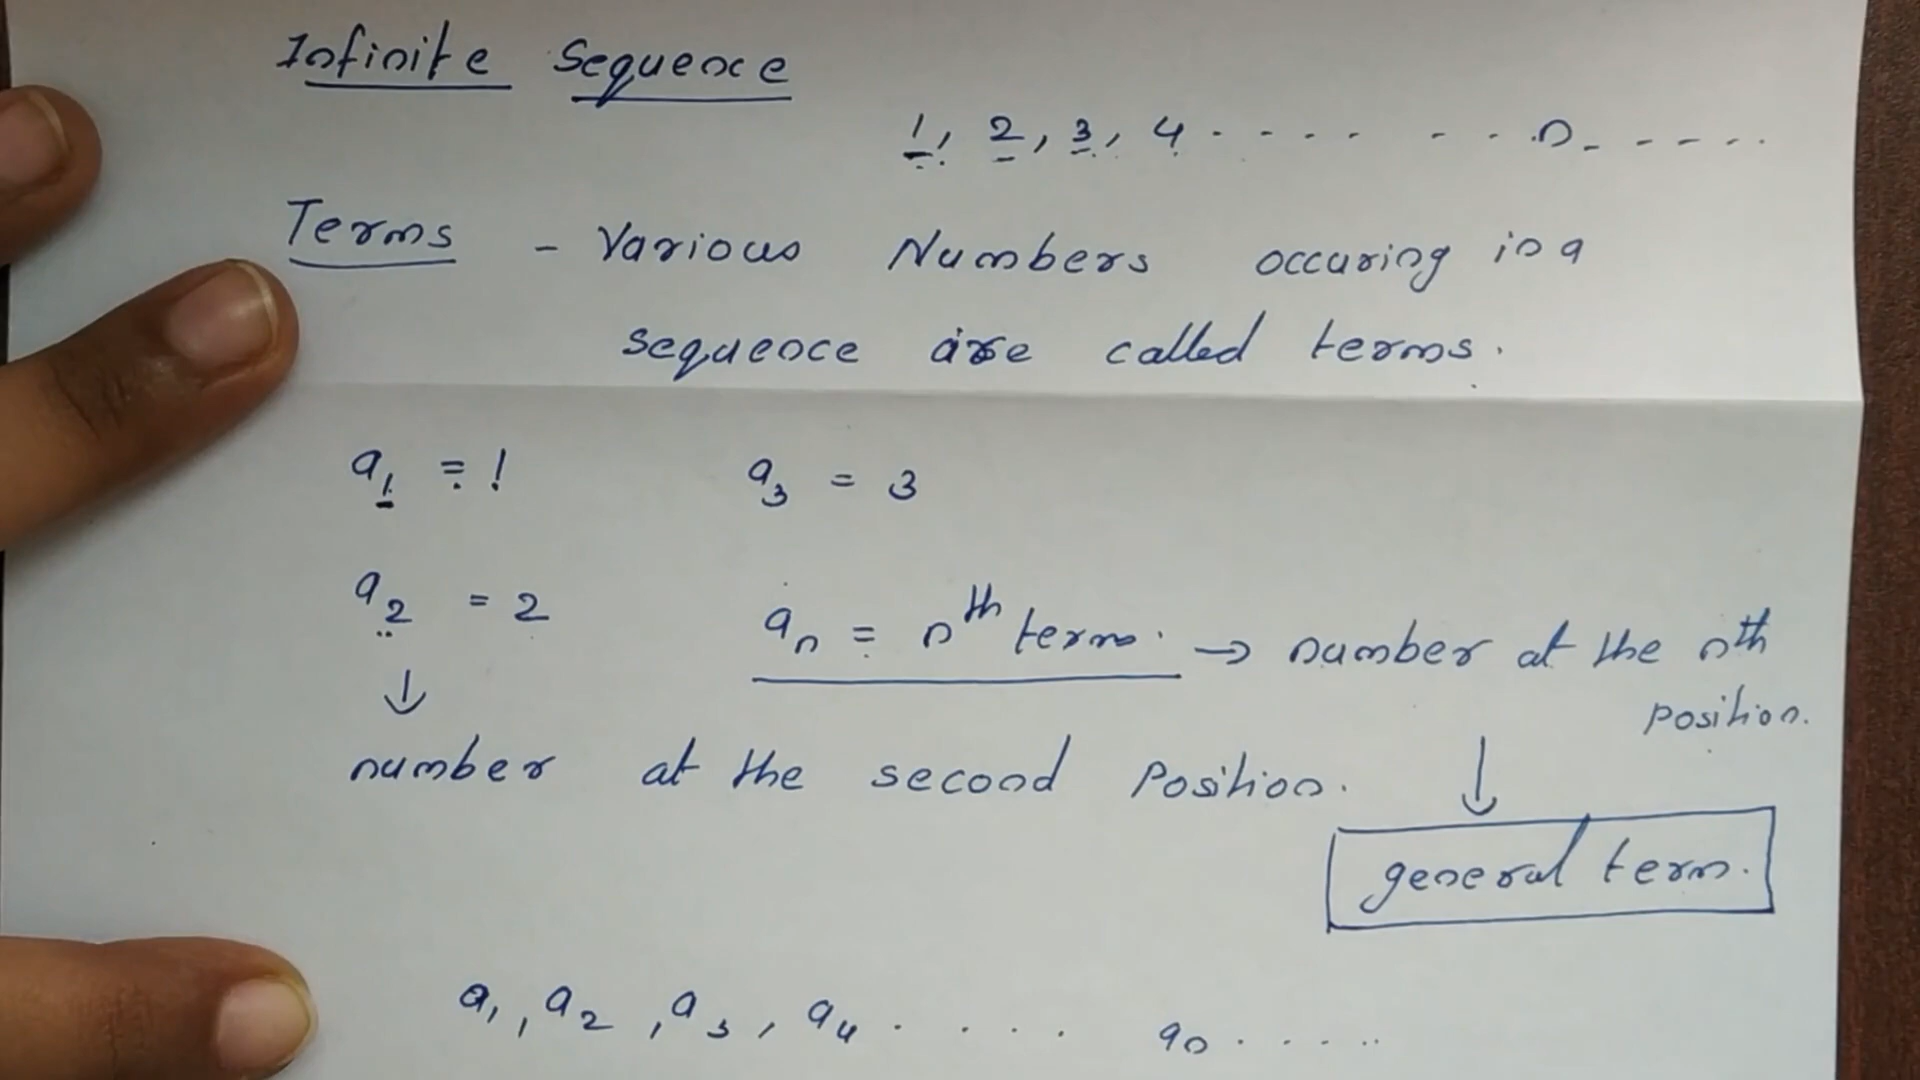 Infinite Sequence
1, 2, 3, 4 - - - - - - - n - - - - - -
Terms - Various Numbers occuring in a
sequence are called terms.
a₁ = 1 a₃ = 3
a₂ = 2 aₙ = nᵗʰ term. → number at the nth
position.
↓
number at the second Position. ↓
general term.
a₁, a₂, a₃, a₄ . . . . . aₙ . . . . .